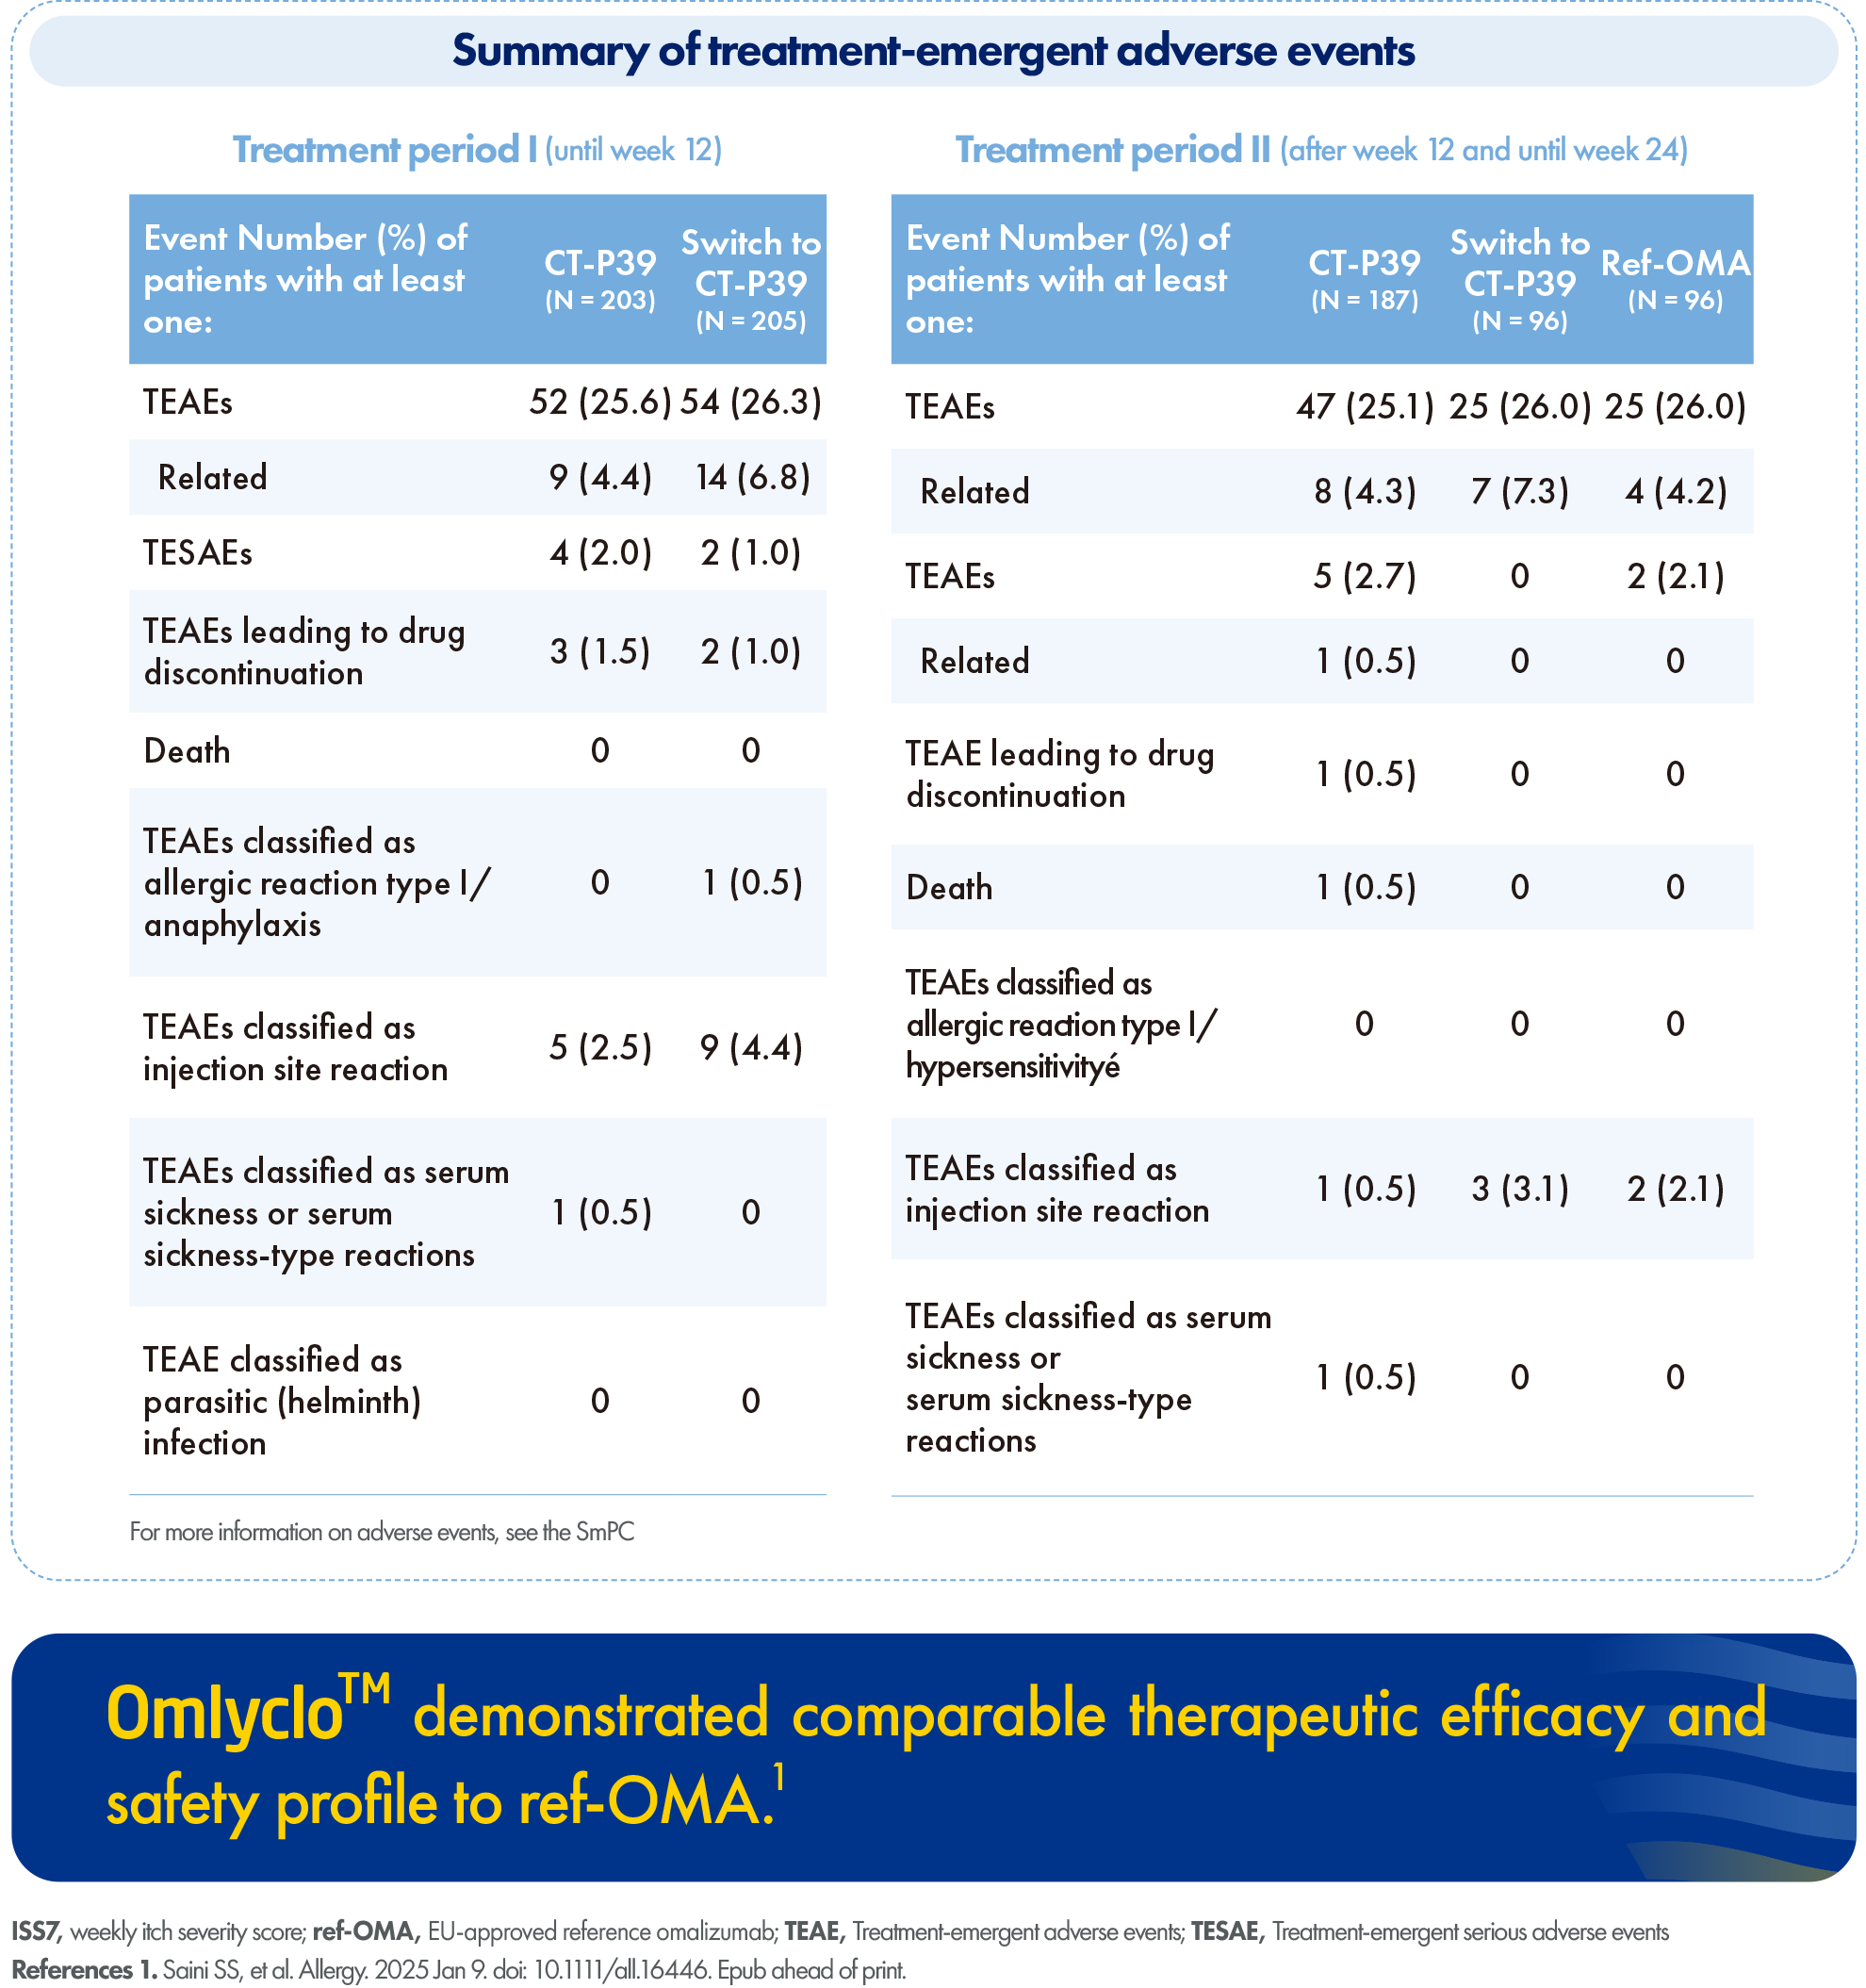 Summary of treatment-emergent adverse events
Treatment period I (until week 12)
Event Number (%) of
patients with at least
one:
CT-P39
(N = 203)
Switch to
CT-P39
(N = 205)
TEAEs 52 (25.6) 54 (26.3)
Related 9 (4.4) 14 (6.8)
TESAEs 4 (2.0) 2 (1.0)
TEAEs leading to drug
discontinuation
3 (1.5) 2 (1.0)
Death 0 0
TEAEs classified as
allergic reaction type I/
anaphylaxis
0 1 (0.5)
TEAEs classified as
injection site reaction
5 (2.5) 9 (4.4)
TEAEs classified as serum
sickness or serum
sickness-type reactions
1 (0.5) 0
TEAE classified as
parasitic (helminth)
infection
0 0
For more information on adverse events, see the SmPC
Treatment period II (after week 12 and until week 24)
Event Number (%) of
patients with at least
one:
CT-P39
(N = 187)
Switch to
CT-P39
(N = 96)
Ref-OMA
(N = 96)
TEAEs 47 (25.1) 25 (26.0) 25 (26.0)
Related 8 (4.3) 7 (7.3) 4 (4.2)
TEAEs 5 (2.7) 0 2 (2.1)
Related 1 (0.5) 0 0
TEAE leading to drug
discontinuation
1 (0.5) 0 0
Death 1 (0.5) 0 0
TEAEs classified as
allergic reaction type I/
hypersensitivityé
0 0 0
TEAEs classified as
injection site reaction
1 (0.5) 3 (3.1) 2 (2.1)
TEAEs classified as serum
sickness or
serum sickness-type
reactions
1 (0.5) 0 0
Omlyclo™ demonstrated comparable therapeutic efficacy and
safety profile to ref-OMA.¹
ISS7, weekly itch severity score; ref-OMA, EU-approved reference omalizumab; TEAE, Treatment-emergent adverse events; TESAE, Treatment-emergent serious adverse events
References 1. Saini SS, et al. Allergy. 2025 Jan 9. doi: 10.1111/all.16446. Epub ahead of print.